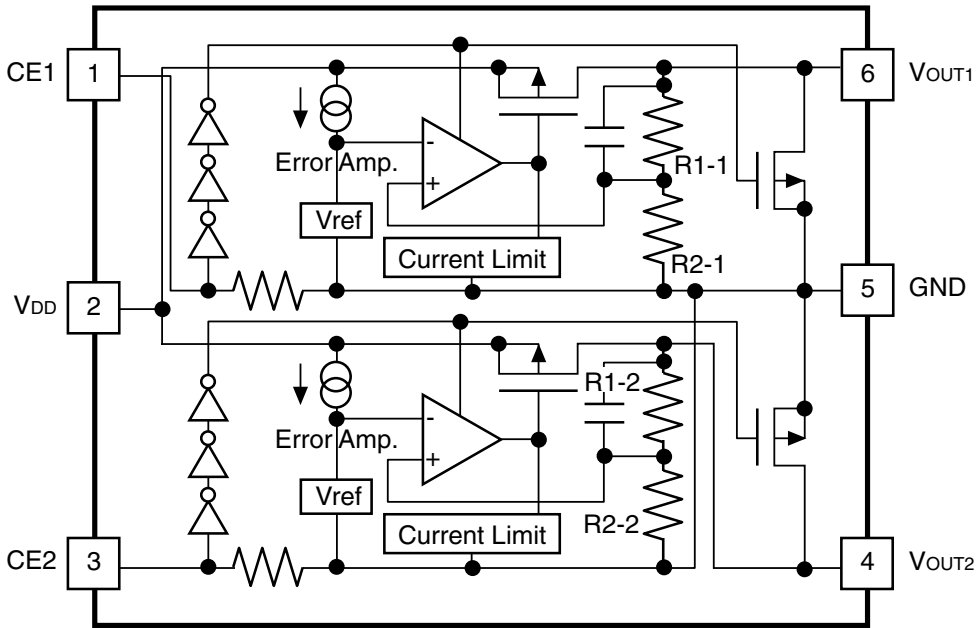 CE1
1
6
VOUT1
Error Amp.
-
+
R1-1
Vref
Current Limit
R2-1
VDD
2
5
GND
R1-2
Error Amp.
-
+
Vref
Current Limit
R2-2
CE2
3
4
VOUT2